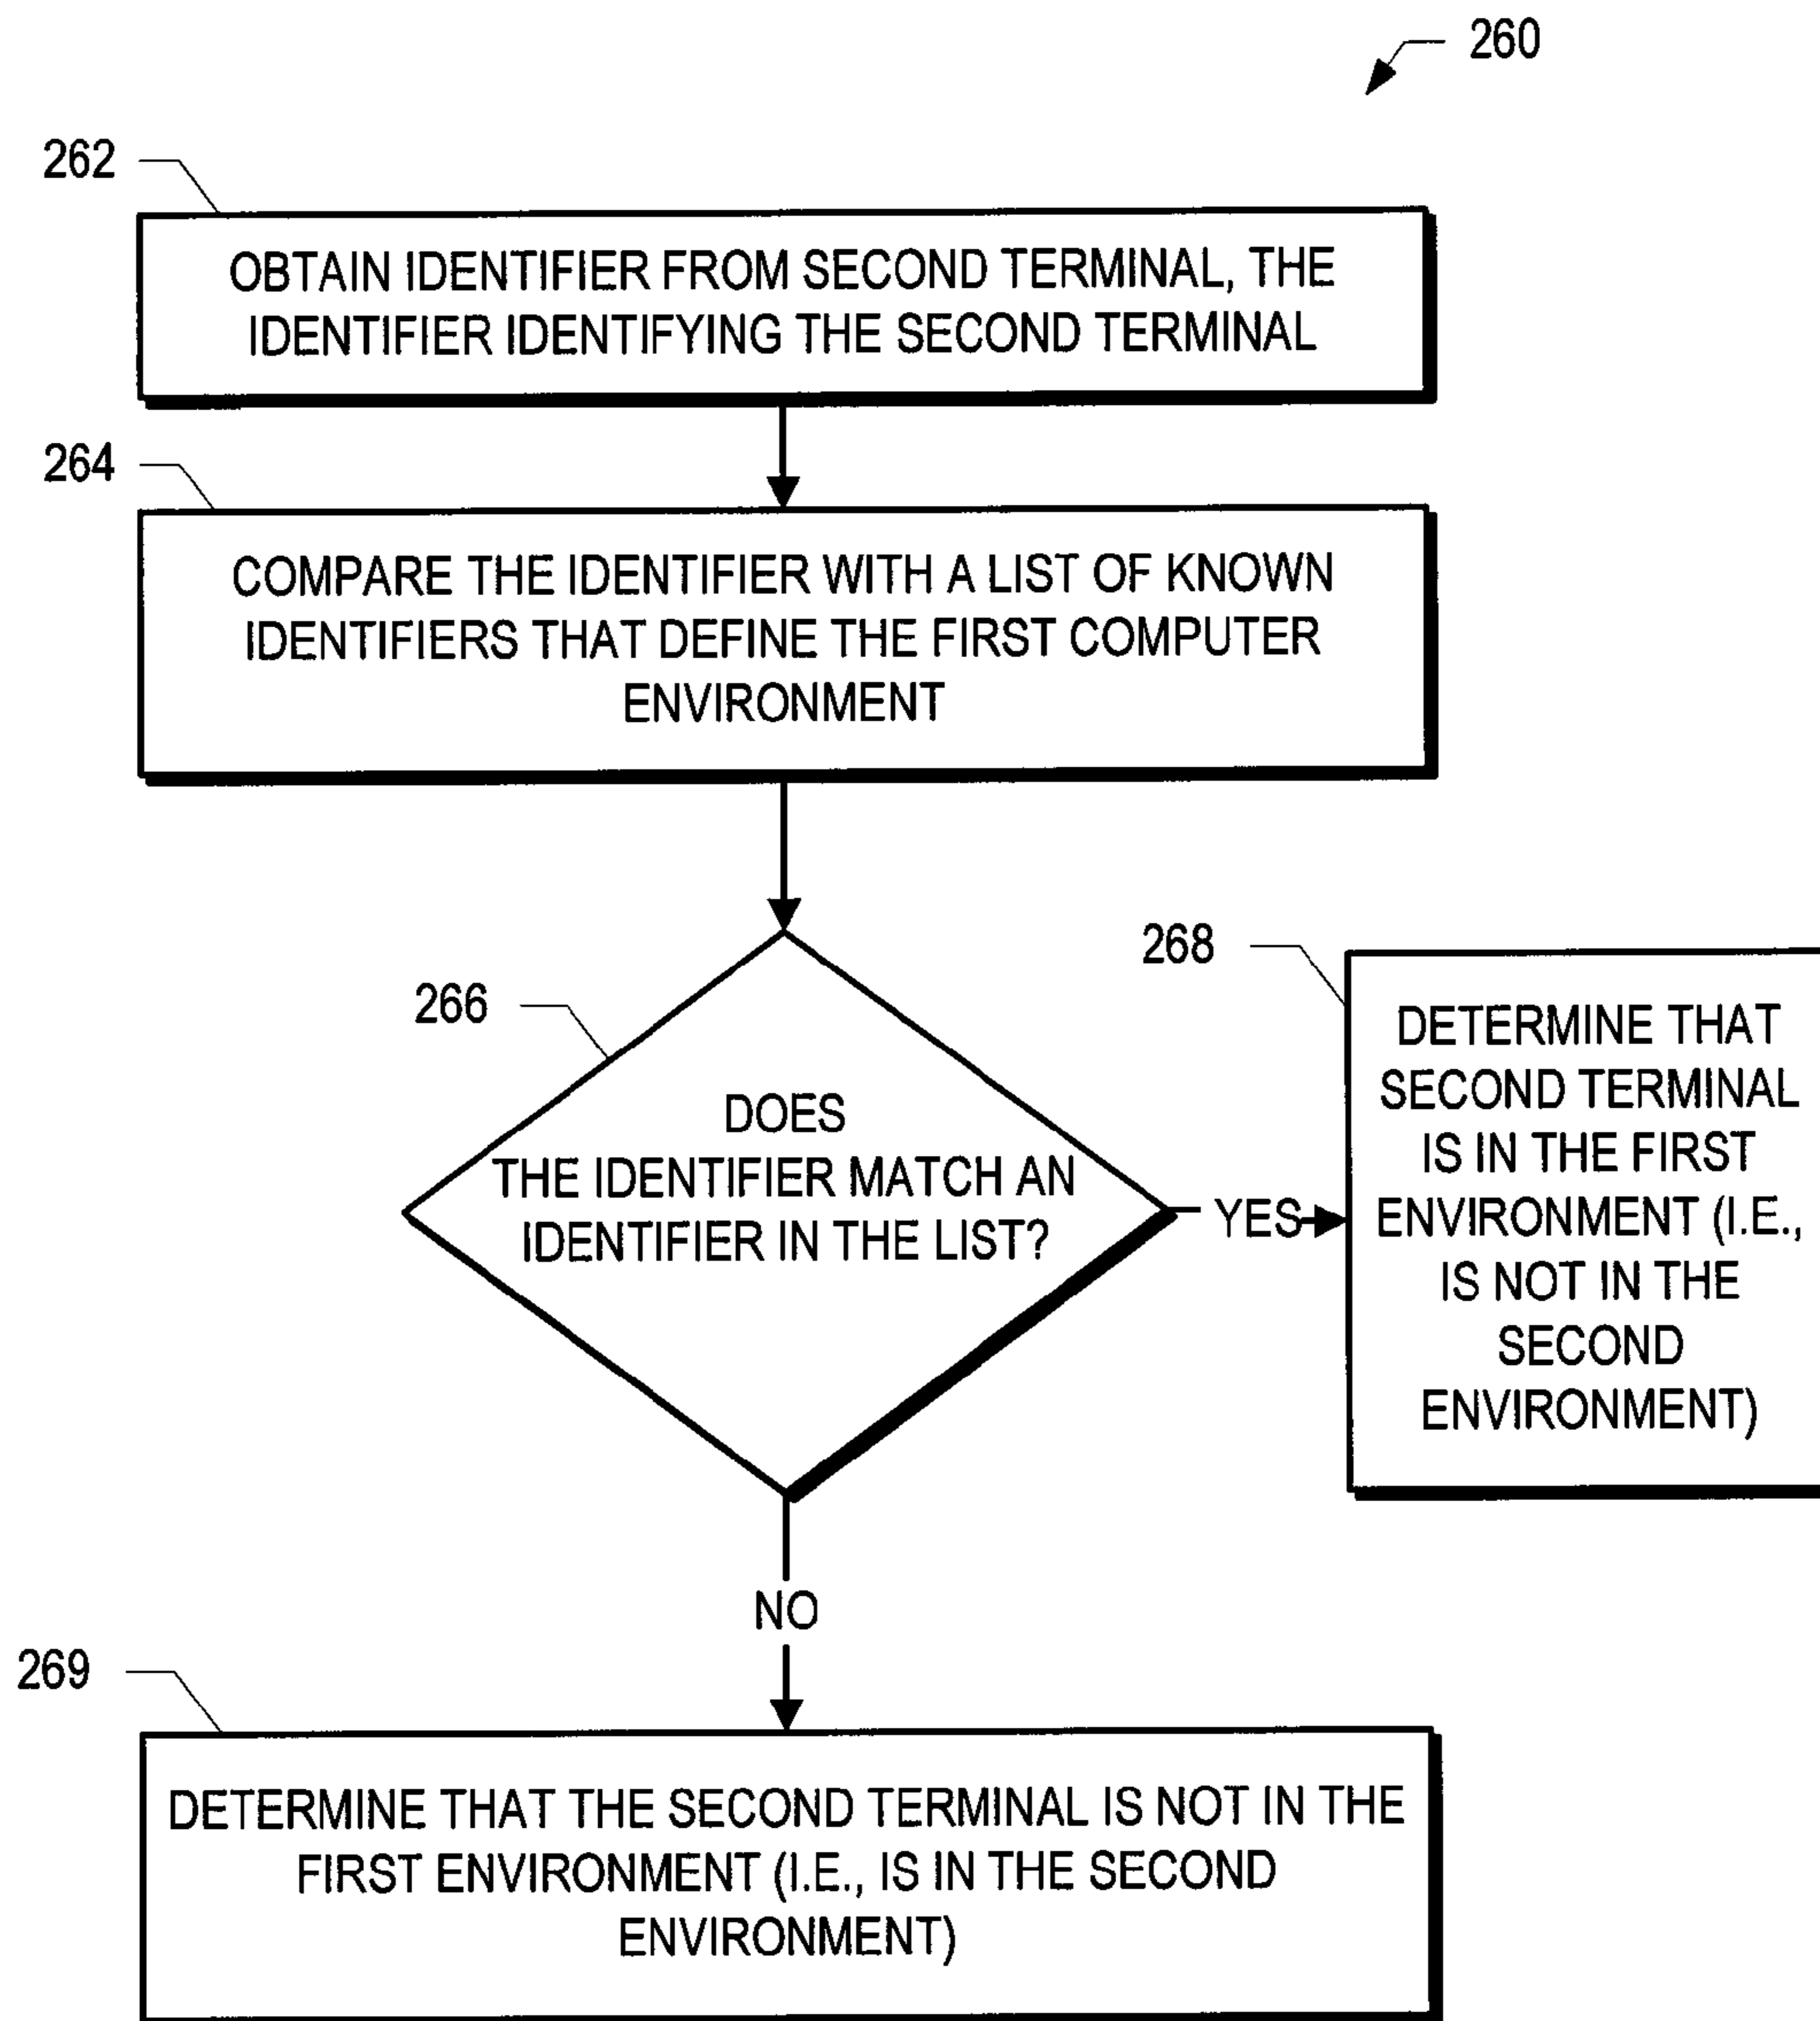 260
262
OBTAIN IDENTIFIER FROM SECOND TERMINAL, THE
IDENTIFIER IDENTIFYING THE SECOND TERMINAL
264
COMPARE THE IDENTIFIER WITH A LIST OF KNOWN
IDENTIFIERS THAT DEFINE THE FIRST COMPUTER
ENVIRONMENT
266
DOES
THE IDENTIFIER MATCH AN
IDENTIFIER IN THE LIST?
YES
268
DETERMINE THAT
SECOND TERMINAL
IS IN THE FIRST
ENVIRONMENT (I.E.,
IS NOT IN THE
SECOND
ENVIRONMENT)
NO
269
DETERMINE THAT THE SECOND TERMINAL IS NOT IN THE
FIRST ENVIRONMENT (I.E., IS IN THE SECOND
ENVIRONMENT)